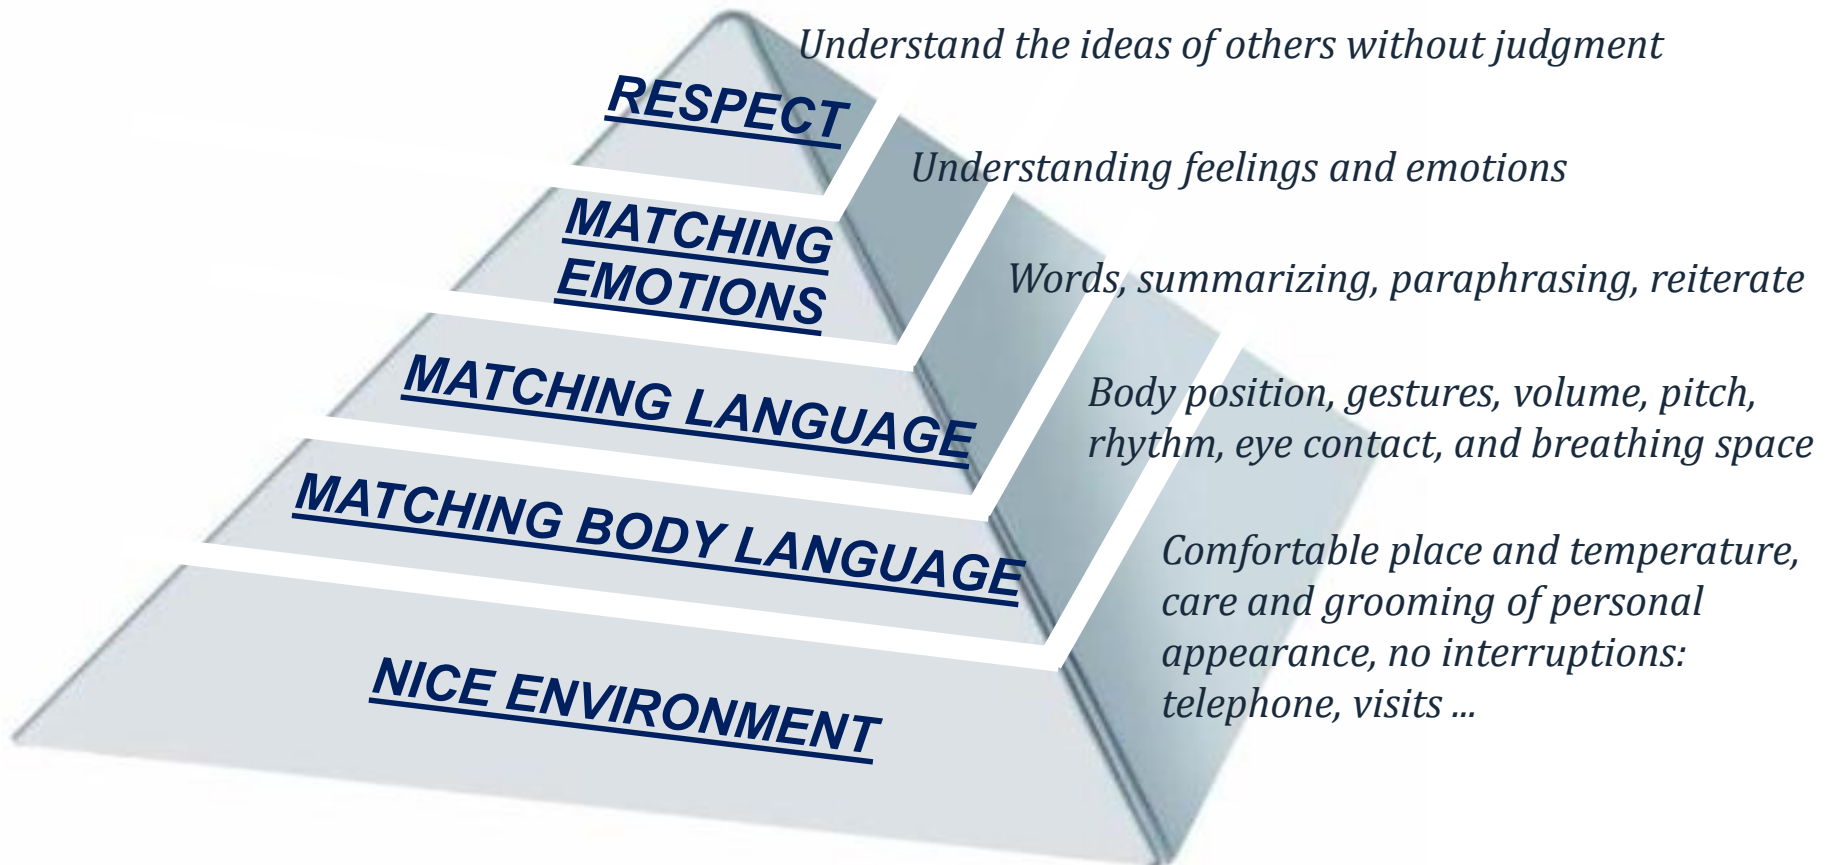 Understand the ideas of others without judgment
RESPECT
Understanding feelings and emotions
MATCHING
EMOTIONS
Words, summarizing, paraphrasing, reiterate
MATCHING LANGUAGE
Body position, gestures, volume, pitch,
rhythm, eye contact, and breathing space
MATCHING BODY LANGUAGE
Comfortable place and temperature,
care and grooming of personal
appearance, no interruptions:
telephone, visits ...
NICE ENVIRONMENT